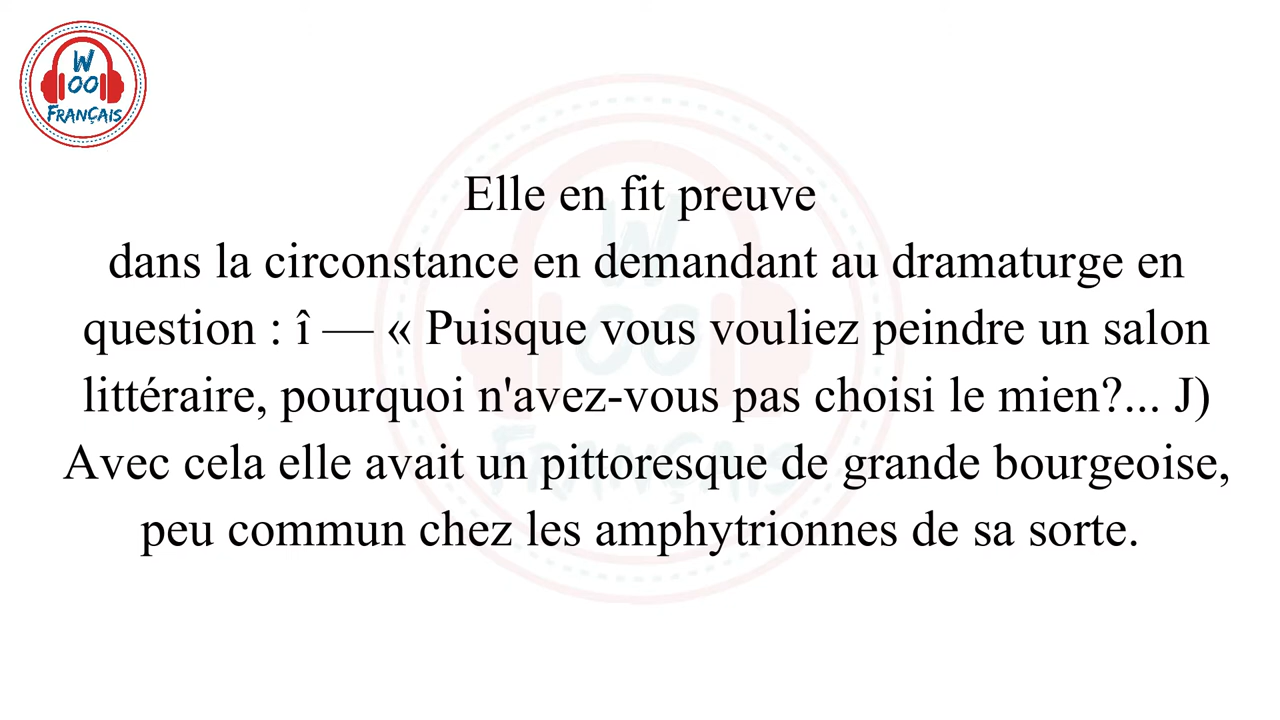 W
OO
FRANÇAIS
Elle en fit preuve
dans la circonstance en demandant au dramaturge en
question : î — « Puisque vous vouliez peindre un salon
littéraire, pourquoi n'avez-vous pas choisi le mien?... J)
Avec cela elle avait un pittoresque de grande bourgeoise,
peu commun chez les amphytrionnes de sa sorte.